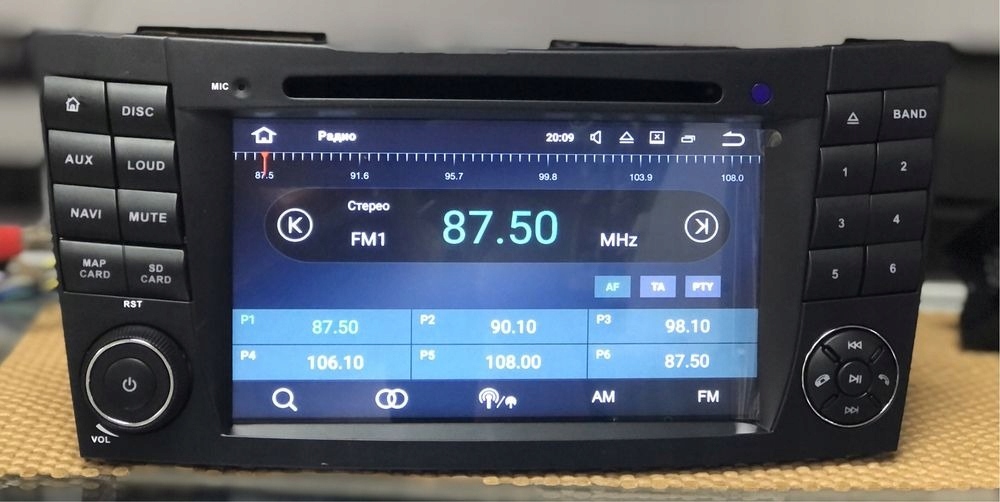 MIC
DISC
AUX
LOUD
NAVI
MUTE
MAP
CARD
SD
CARD
RST
VOL
Радио
20:09
87.5 91.6 95.7 99.8 103.9 108.0
Стерео
FM1 87.50 MHz
AF TA PTY
P1 87.50 P2 90.10 P3 98.10
P4 106.10 P5 108.00 P6 87.50
AM FM
BAND
1 2
3 4
5 6